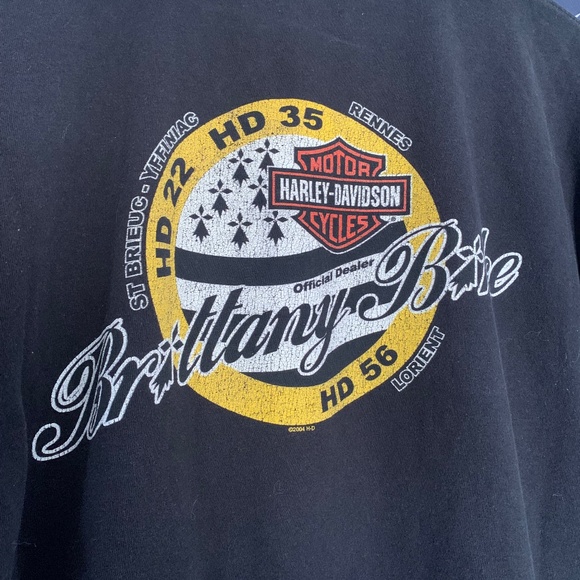 HD 35
RENNES
ST BRIEUC - YFFINIAC
HD 22
MOTOR
HARLEY-DAVIDSON
CYCLES
®
Official Dealer
Brittany Bike
HD 56
LORIENT
©2004 H-D